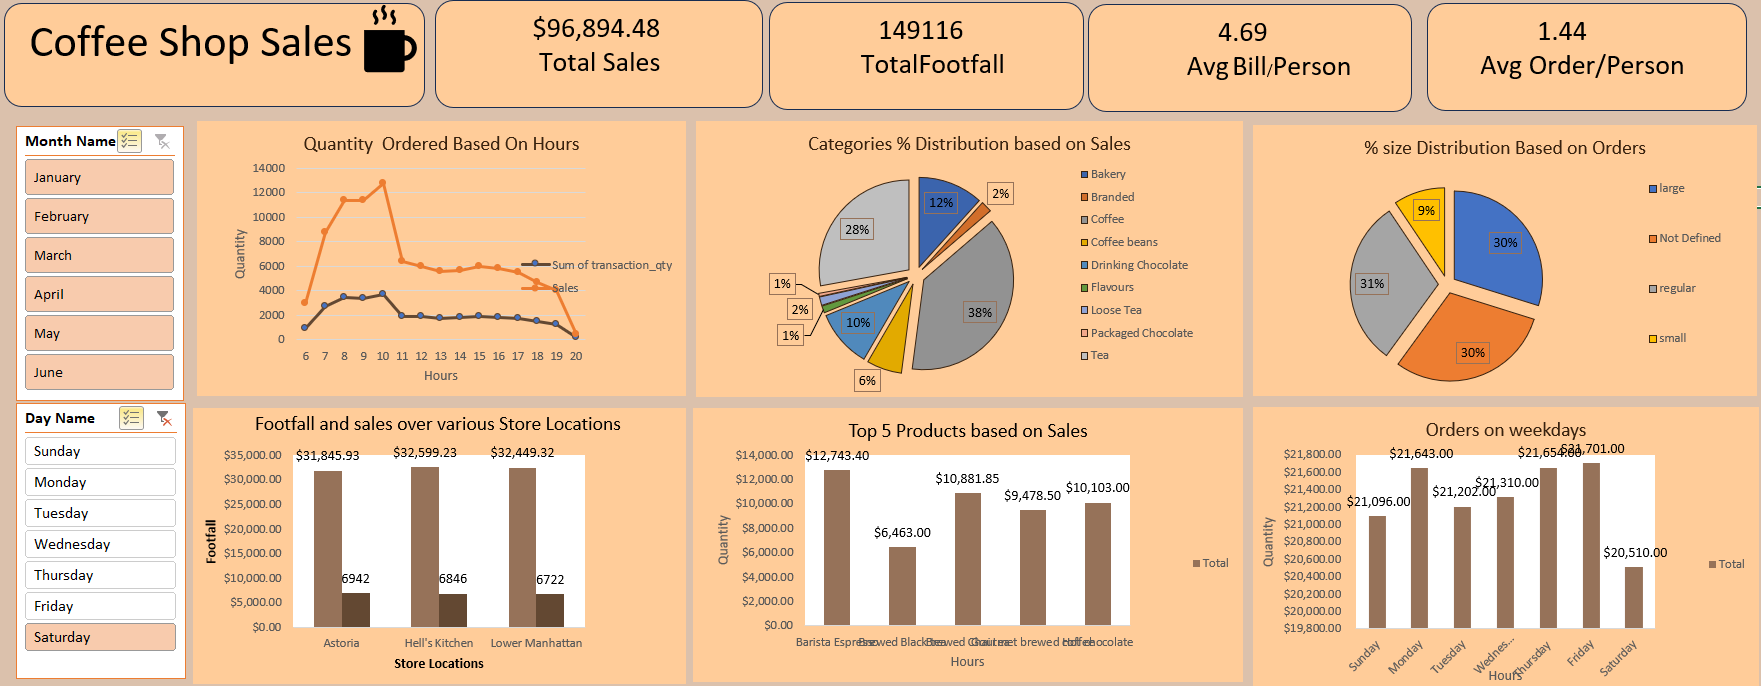 Coffee Shop Sales
$96,894.48
Total Sales
149116
TotalFootfall
4.69
Avg Bill/Person
1.44
Avg Order/Person
Month Name
January
February
March
April
May
June
Day Name
Sunday
Monday
Tuesday
Wednesday
Thursday
Friday
Saturday
Quantity Ordered Based On Hours
14000
12000
10000
8000
6000
4000
2000
0
Quantity
6 7 8 9 10 11 12 13 14 15 16 17 18 19 20
Hours
Sum of transaction_qty
Sales
Categories % Distribution based on Sales
12%
2%
38%
6%
10%
1%
2%
1%
28%
Bakery
Branded
Coffee
Coffee beans
Drinking Chocolate
Flavours
Loose Tea
Packaged Chocolate
Tea
% size Distribution Based on Orders
30%
30%
31%
9%
large
Not Defined
regular
small
Footfall and sales over various Store Locations
$35,000.00
$30,000.00
$25,000.00
$20,000.00
$15,000.00
$10,000.00
$5,000.00
$0.00
Footfall
$31,845.93
$32,599.23
$32,449.32
6942
6846
6722
Astoria
Hell's Kitchen
Lower Manhattan
Store Locations
Top 5 Products based on Sales
$14,000.00
$12,000.00
$10,000.00
$8,000.00
$6,000.00
$4,000.00
$2,000.00
$0.00
Quantity
$12,743.40
$6,463.00
$10,881.85
$9,478.50
$10,103.00
Barista Espresso
Brewed Black tea
Brewed Chai tea
Gourmet brewed coffee
Hot chocolate
Hours
Total
Orders on weekdays
$21,800.00
$21,600.00
$21,400.00
$21,200.00
$21,000.00
$20,800.00
$20,600.00
$20,400.00
$20,200.00
$20,000.00
$19,800.00
Quantity
$21,096.00
$21,643.00
$21,202.00
$21,310.00
$21,654.00
$21,701.00
$20,510.00
Sunday
Monday
Tuesday
Wednes...
Thursday
Friday
Saturday
Hours
Total